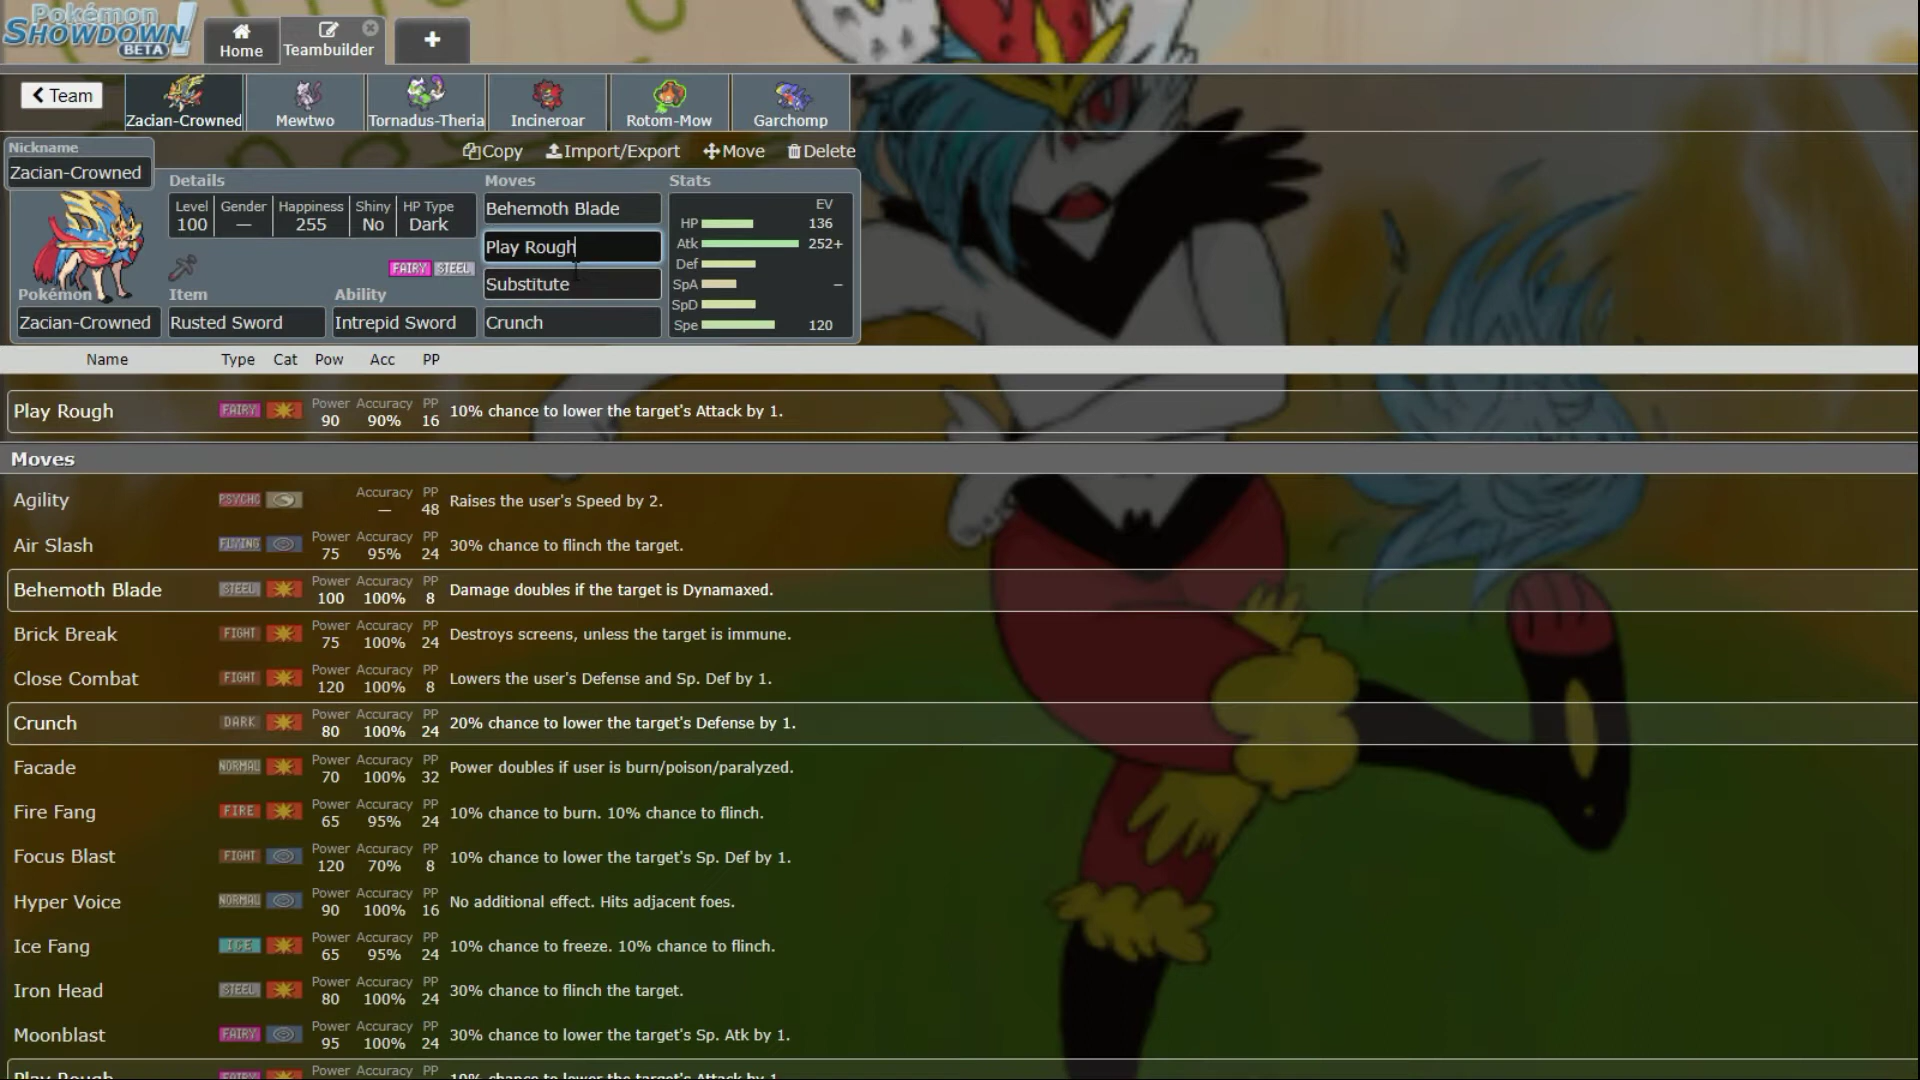 Pokémon
SHOWDOWN!
BETA
Home
Teambuilder
Team
Zacian-Crowned
Mewtwo
Tornadus-Theria
Incineroar
Rotom-Mow
Garchomp
Copy Import/Export Move Delete
Nickname
Zacian-Crowned
Details
Level Gender Happiness Shiny HP Type
100 — 255 No Dark
FAIRY STEEL
Pokémon Item Ability
Zacian-Crowned Rusted Sword Intrepid Sword
Moves
Behemoth Blade
Play Rough
Substitute
Crunch
Stats
EV
HP 136
Atk 252+
Def
SpA –
SpD
Spe 120
Name Type Cat Pow Acc PP
Play Rough FAIRY Power 90 Accuracy 90% PP 16 10% chance to lower the target's Attack by 1.
Moves
Agility PSYCHC Accuracy — PP 48 Raises the user's Speed by 2.
Air Slash FLYING Power 75 Accuracy 95% PP 24 30% chance to flinch the target.
Behemoth Blade STEEL Power 100 Accuracy 100% PP 8 Damage doubles if the target is Dynamaxed.
Brick Break FIGHT Power 75 Accuracy 100% PP 24 Destroys screens, unless the target is immune.
Close Combat FIGHT Power 120 Accuracy 100% PP 8 Lowers the user's Defense and Sp. Def by 1.
Crunch DARK Power 80 Accuracy 100% PP 24 20% chance to lower the target's Defense by 1.
Facade NORMAL Power 70 Accuracy 100% PP 32 Power doubles if user is burn/poison/paralyzed.
Fire Fang FIRE Power 65 Accuracy 95% PP 24 10% chance to burn. 10% chance to flinch.
Focus Blast FIGHT Power 120 Accuracy 70% PP 8 10% chance to lower the target's Sp. Def by 1.
Hyper Voice NORMAL Power 90 Accuracy 100% PP 16 No additional effect. Hits adjacent foes.
Ice Fang ICE Power 65 Accuracy 95% PP 24 10% chance to freeze. 10% chance to flinch.
Iron Head STEEL Power 80 Accuracy 100% PP 24 30% chance to flinch the target.
Moonblast FAIRY Power 95 Accuracy 100% PP 24 30% chance to lower the target's Sp. Atk by 1.
Play Rough FAIRY Power Accuracy PP 10% chance to lower the target's Attack by 1.